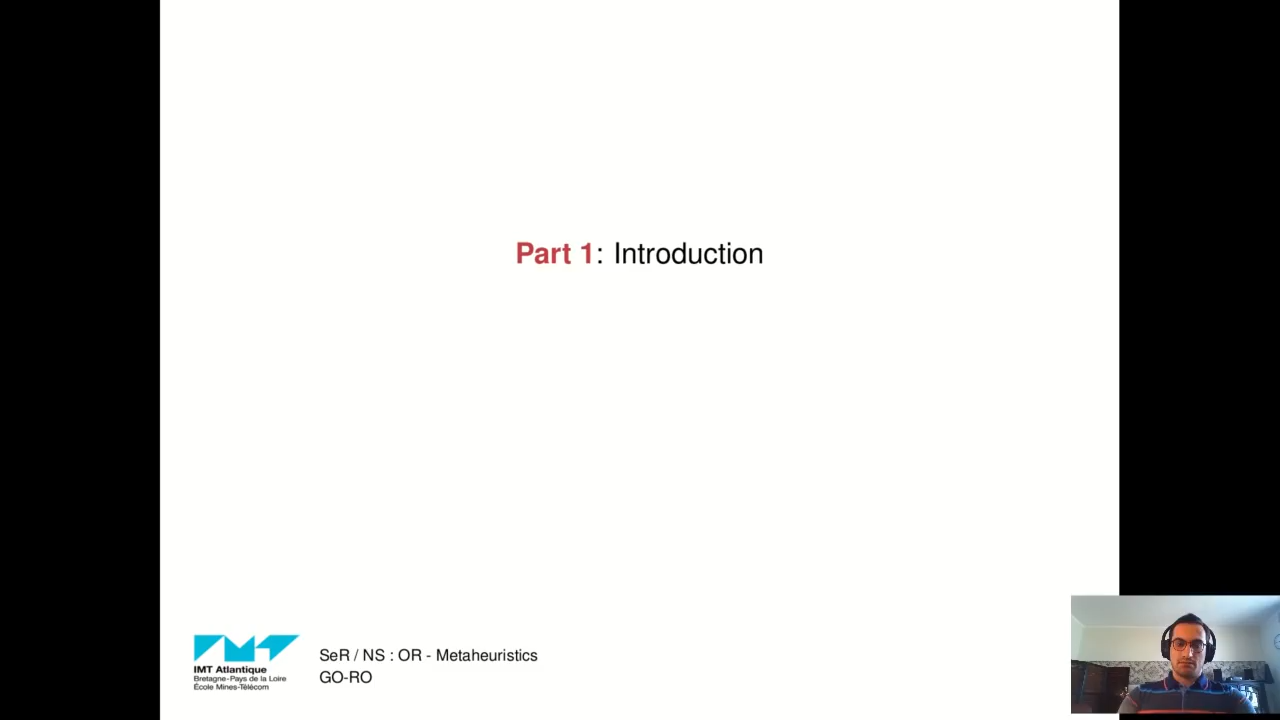 Part 1: Introduction
SeR / NS : OR - Metaheuristics
GO-RO
IMT Atlantique
Bretagne-Pays de la Loire
École Mines-Télécom